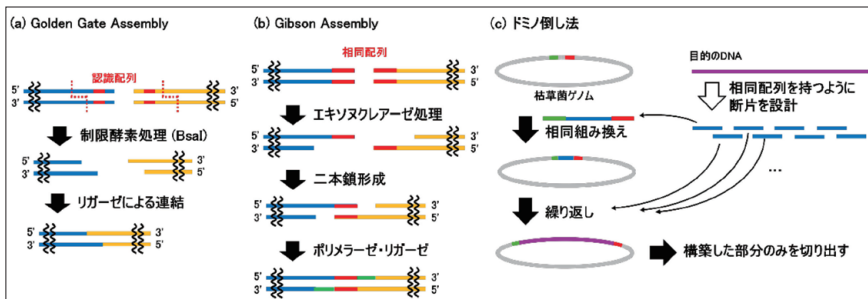 (a) Golden Gate Assembly
認識配列
5' 3'
3' 5'
制限酵素処理 (BsaI)
5' 3'
3' 5'
リガーゼによる連結
5' 3'
3' 5'
(b) Gibson Assembly
相同配列
5' 3'
3' 5'
エキソヌクレアーゼ処理
5' 3'
3' 5'
二本鎖形成
5' 3'
3' 5'
ポリメラーゼ・リガーゼ
5' 3'
3' 5'
(c) ドミノ倒し法
枯草菌ゲノム
相同組み換え
繰り返し
目的のDNA
相同配列を持つように
断片を設計
…
構築した部分のみを切り出す